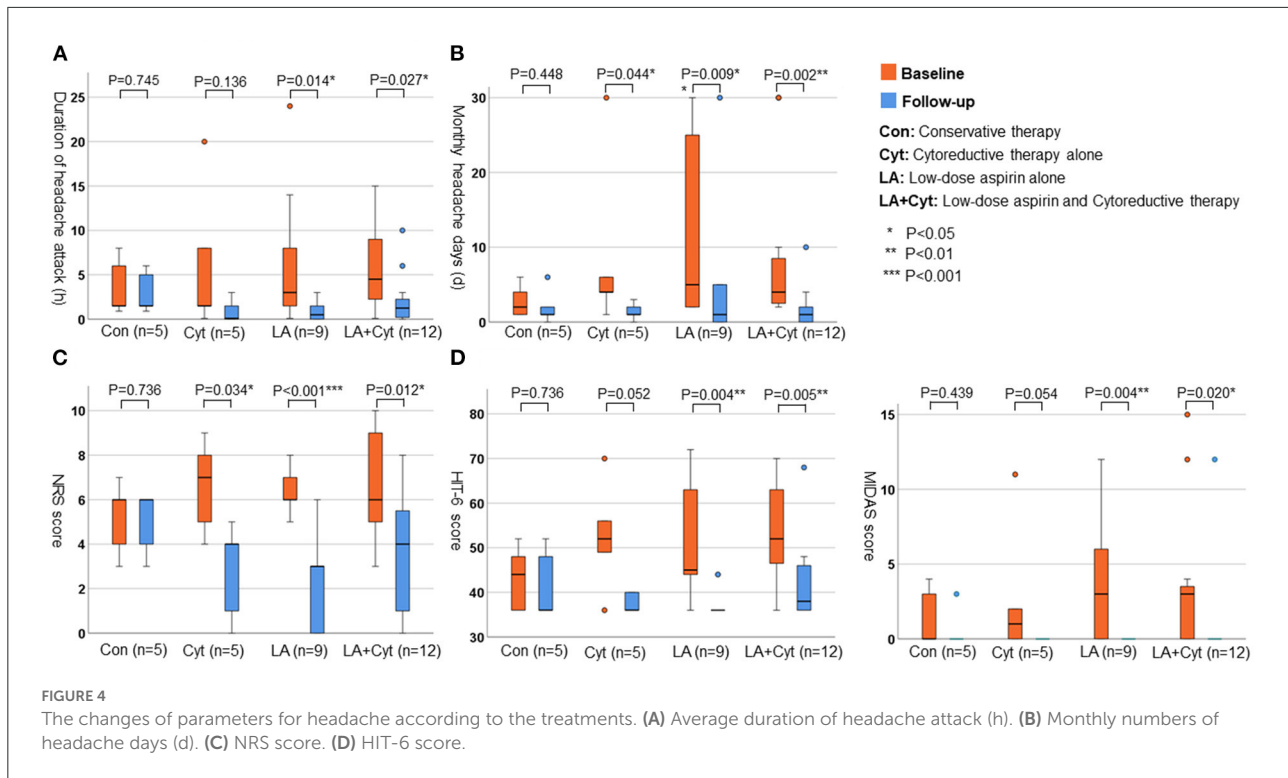 A
P=0.745
P=0.136
P=0.014*
P=0.027*
Duration of headache attack (h)
25
20
15
10
5
0
Con (n=5)
Cyt (n=5)
LA (n=9)
LA+Cyt (n=12)
B
P=0.448
P=0.044*
P=0.009*
P=0.002**
*
Monthly headache days (d)
30
20
10
0
Con (n=5)
Cyt (n=5)
LA (n=9)
LA+Cyt (n=12)
Baseline
Follow-up
Con: Conservative therapy
Cyt: Cytoreductive therapy alone
LA: Low-dose aspirin alone
LA+Cyt: Low-dose aspirin and Cytoreductive therapy
* P<0.05
** P<0.01
*** P<0.001
C
P=0.736
P=0.034*
P<0.001***
P=0.012*
NRS score
10
8
6
4
2
0
Con (n=5)
Cyt (n=5)
LA (n=9)
LA+Cyt (n=12)
D
P=0.736
P=0.052
P=0.004**
P=0.005**
HIT-6 score
80
70
60
50
40
30
Con (n=5)
Cyt (n=5)
LA (n=9)
LA+Cyt (n=12)
P=0.439
P=0.054
P=0.004**
P=0.020*
MIDAS score
15
10
5
0
Con (n=5)
Cyt (n=5)
LA (n=9)
LA+Cyt (n=12)
FIGURE 4
The changes of parameters for headache according to the treatments. (A) Average duration of headache attack (h). (B) Monthly numbers of
headache days (d). (C) NRS score. (D) HIT-6 score.